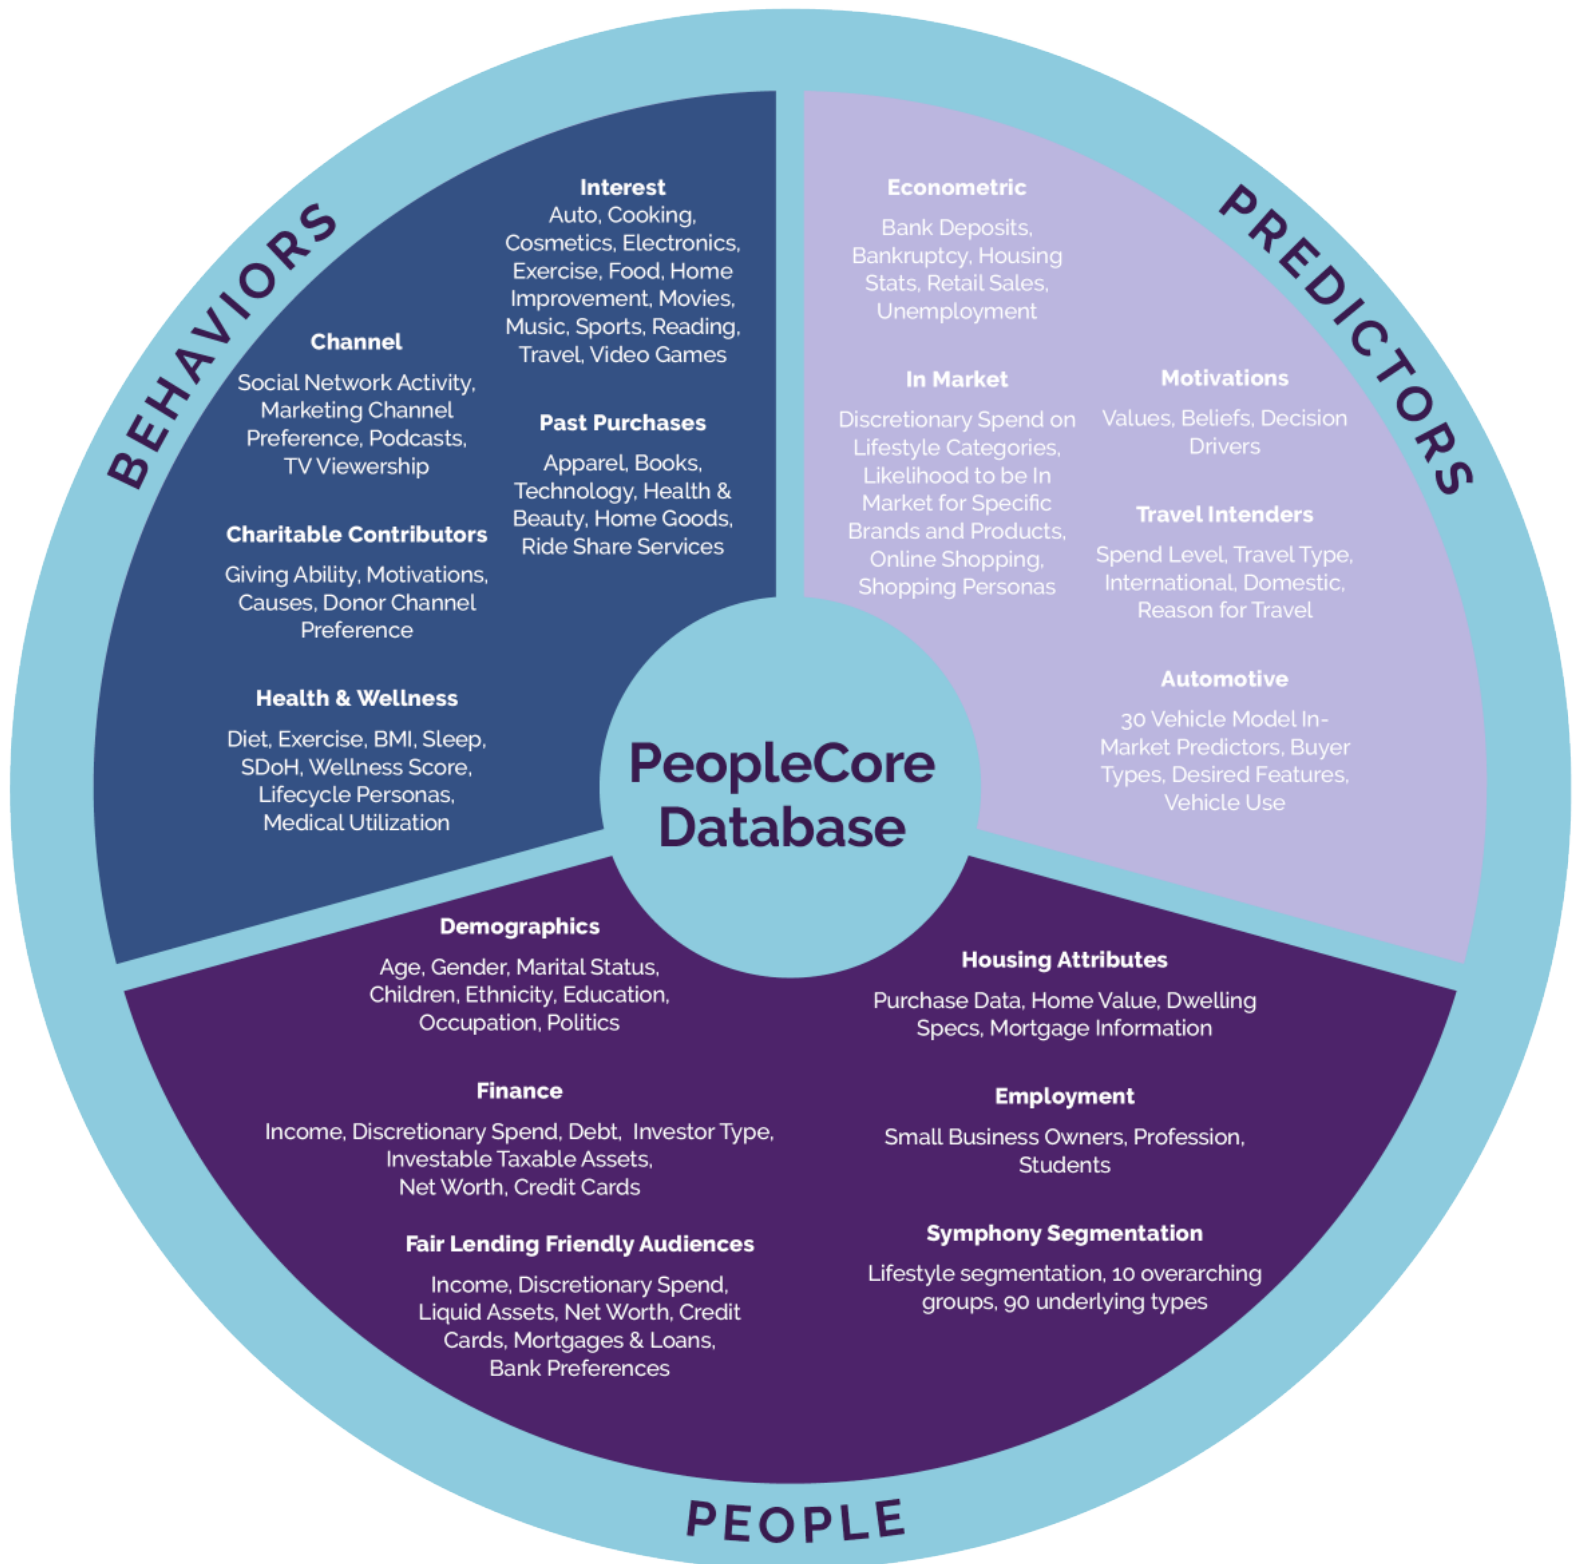 BEHAVIORS
Interest
Auto, Cooking,
Cosmetics, Electronics,
Exercise, Food, Home
Improvement, Movies,
Music, Sports, Reading,
Travel, Video Games
Channel
Social Network Activity,
Marketing Channel
Preference, Podcasts,
TV Viewership
Past Purchases
Apparel, Books,
Technology, Health &
Beauty, Home Goods,
Ride Share Services
Charitable Contributors
Giving Ability, Motivations,
Causes, Donor Channel
Preference
Health & Wellness
Diet, Exercise, BMI, Sleep,
SDoH, Wellness Score,
Lifecycle Personas,
Medical Utilization
PREDICTORS
Econometric
Bank Deposits,
Bankruptcy, Housing
Stats, Retail Sales,
Unemployment
In Market
Discretionary Spend on
Lifestyle Categories,
Likelihood to be In
Market for Specific
Brands and Products,
Online Shopping,
Shopping Personas
Motivations
Values, Beliefs, Decision
Drivers
Travel Intenders
Spend Level, Travel Type,
International, Domestic,
Reason for Travel
Automotive
30 Vehicle Model In-
Market Predictors, Buyer
Types, Desired Features,
Vehicle Use
PeopleCore
Database
Demographics
Age, Gender, Marital Status,
Children, Ethnicity, Education,
Occupation, Politics
Finance
Income, Discretionary Spend, Debt, Investor Type,
Investable Taxable Assets,
Net Worth, Credit Cards
Fair Lending Friendly Audiences
Income, Discretionary Spend,
Liquid Assets, Net Worth, Credit
Cards, Mortgages & Loans,
Bank Preferences
Housing Attributes
Purchase Data, Home Value, Dwelling
Specs, Mortgage Information
Employment
Small Business Owners, Profession,
Students
Symphony Segmentation
Lifestyle segmentation, 10 overarching
groups, 90 underlying types
PEOPLE